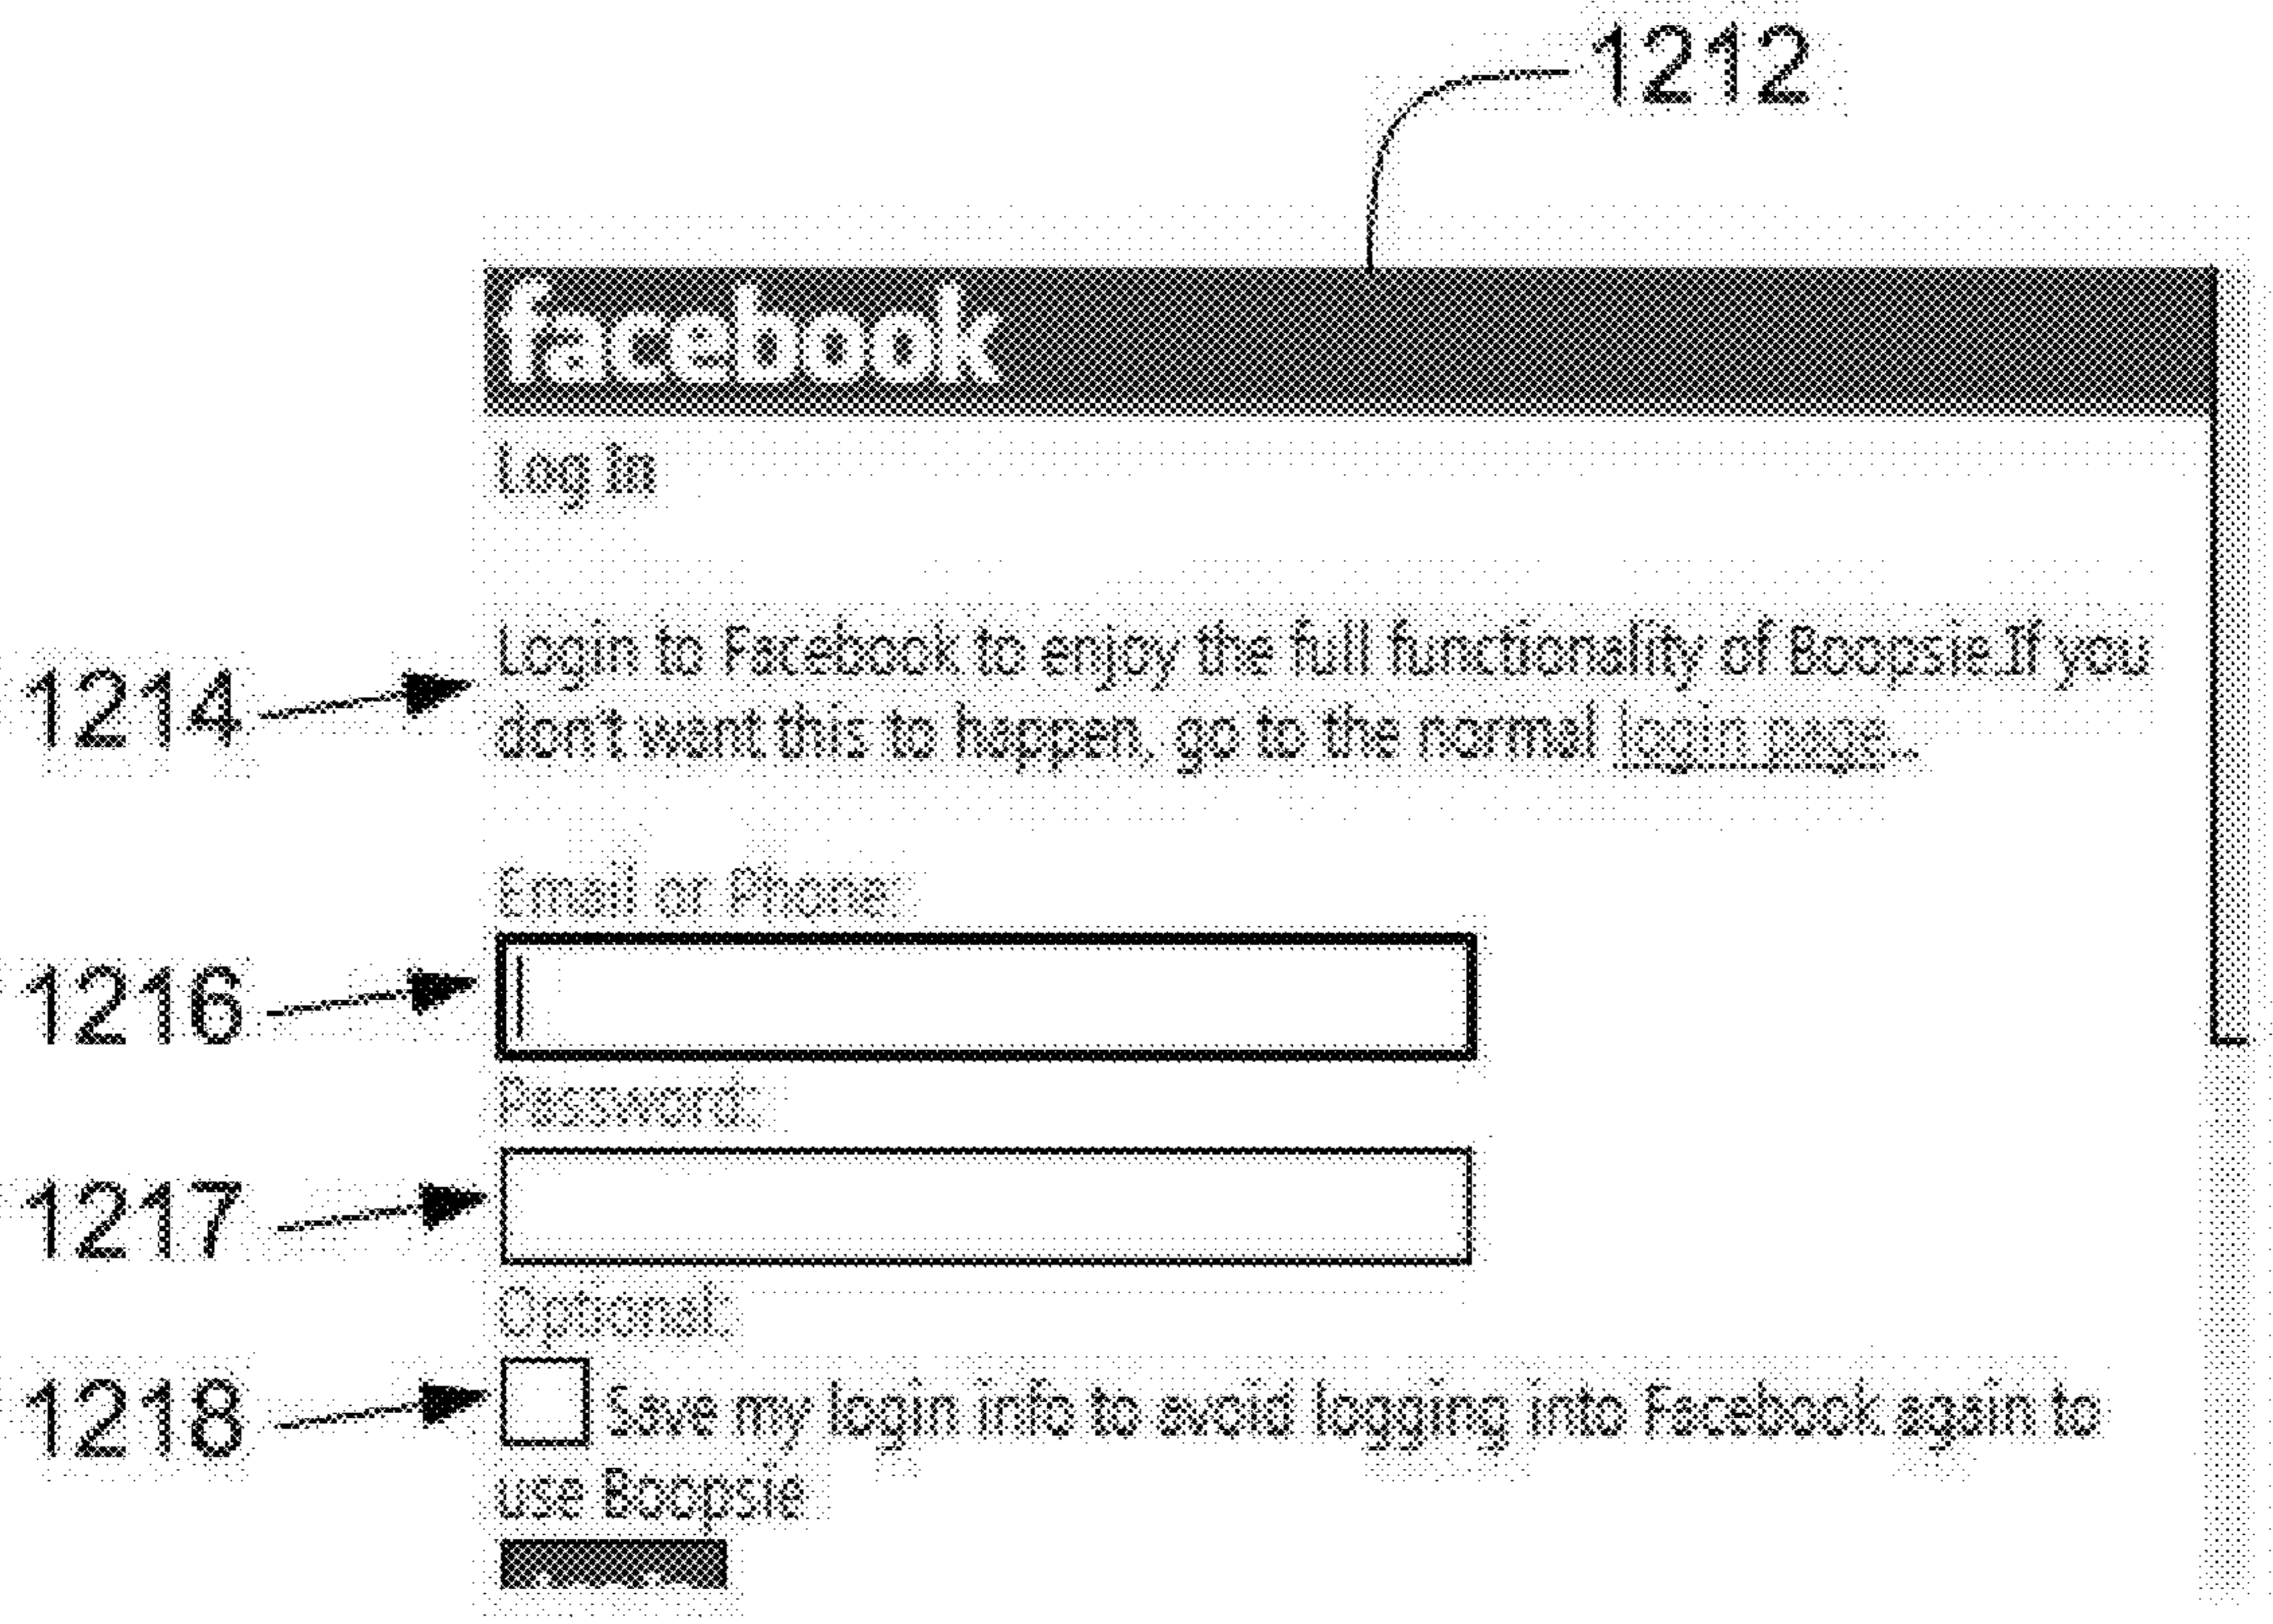 1212
facebook
Log in
1214
Login to Facebook to enjoy the full functionality of Boopsie.If you
don't want this to happen, go to the normal login page..
Email or Phone:
1216
Password:
1217
Optional:
1218
Save my login info to avoid logging into Facebook again to
use Boopsie